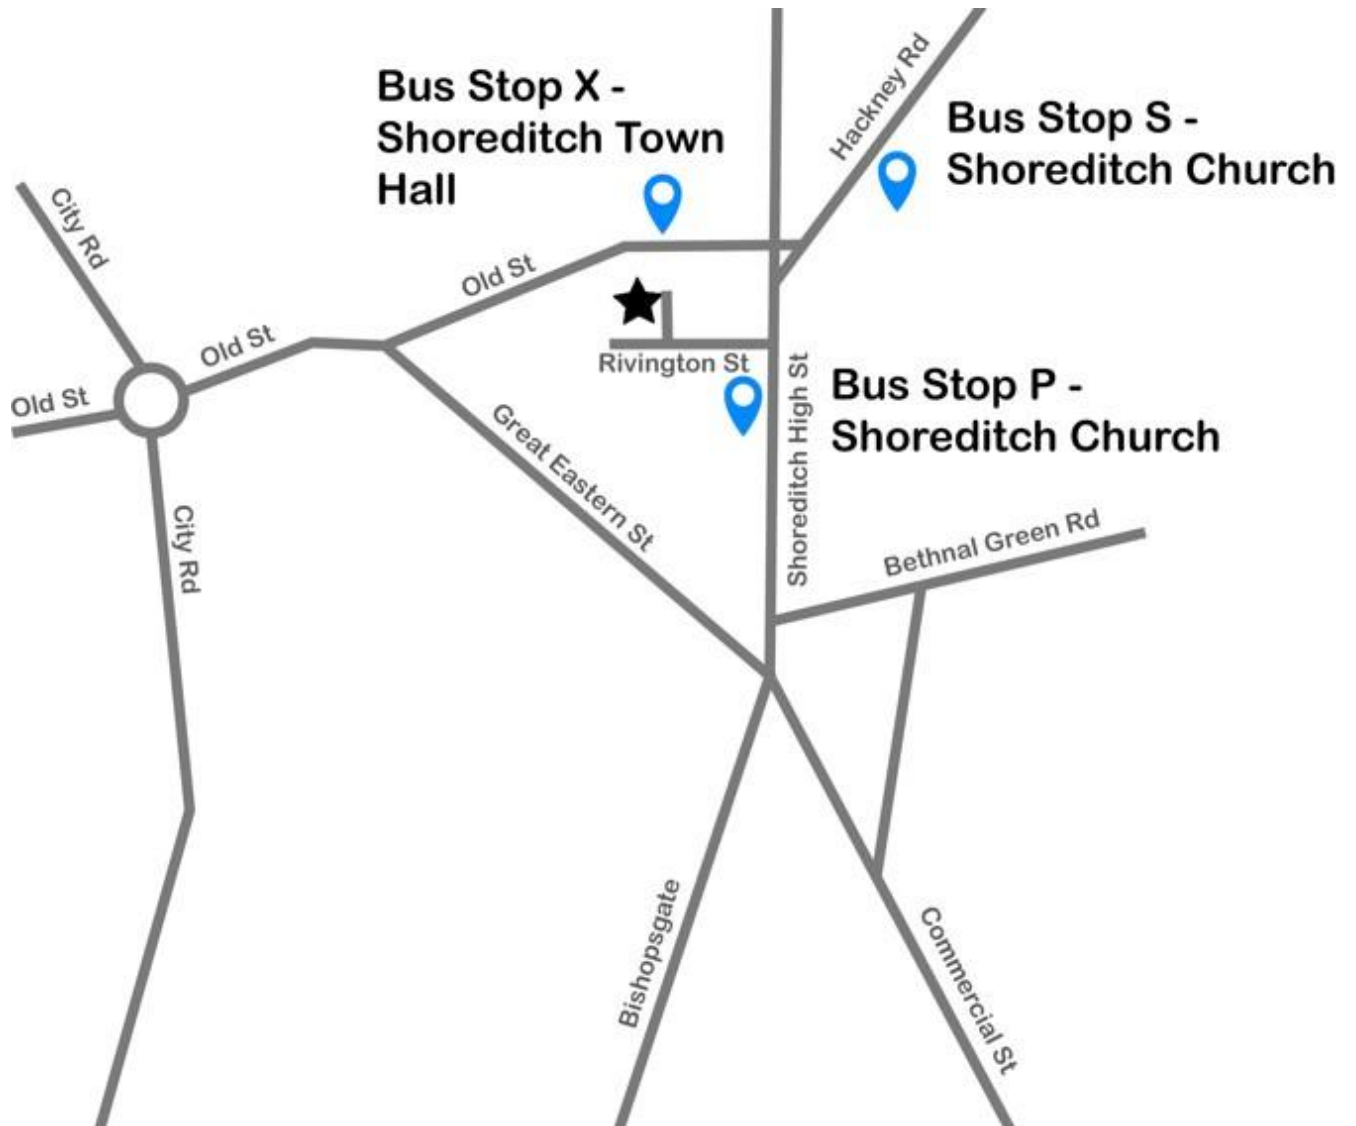 Bus Stop X -
Shoreditch Town
Hall
Hackney Rd
Bus Stop S -
Shoreditch Church
City Rd
Old St
Old St
Old St
Rivington St
Shoreditch High St
Bus Stop P -
Shoreditch Church
Great Eastern St
City Rd
Bethnal Green Rd
Bishopsgate
Commercial St